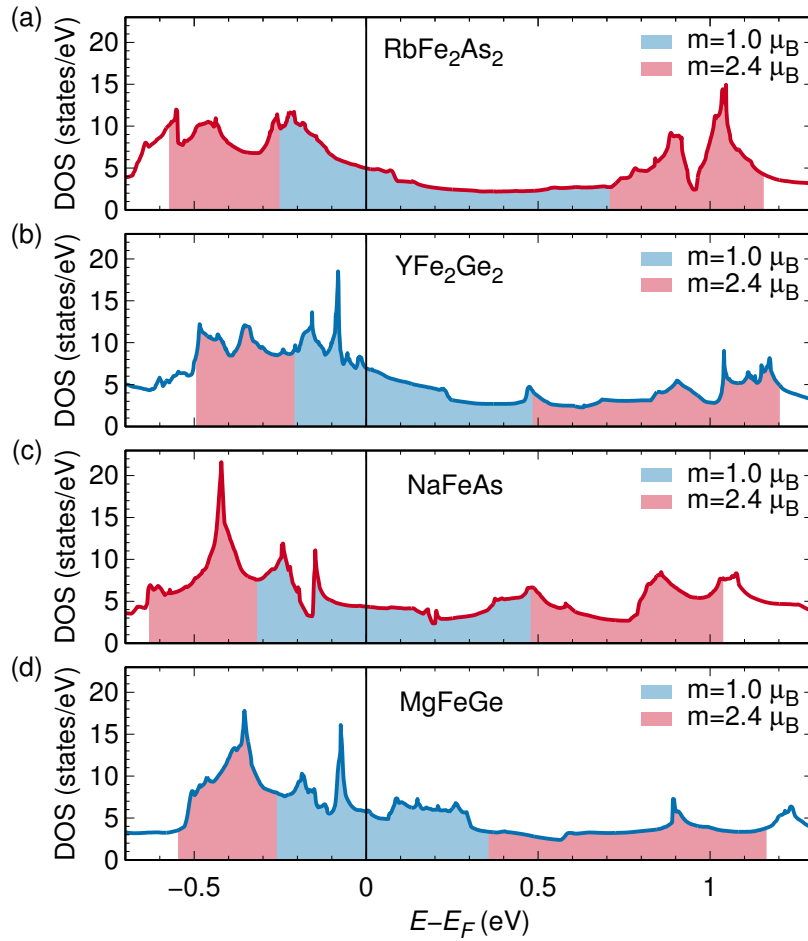 (a)
20
15
10
5
0
DOS (states/eV)
RbFe₂As₂
m=1.0 μB
m=2.4 μB
(b)
20
15
10
5
0
DOS (states/eV)
YFe₂Ge₂
m=1.0 μB
m=2.4 μB
(c)
20
15
10
5
0
DOS (states/eV)
NaFeAs
m=1.0 μB
m=2.4 μB
(d)
20
15
10
5
0
DOS (states/eV)
MgFeGe
m=1.0 μB
m=2.4 μB
−0.5 0 0.5 1
E−EF (eV)